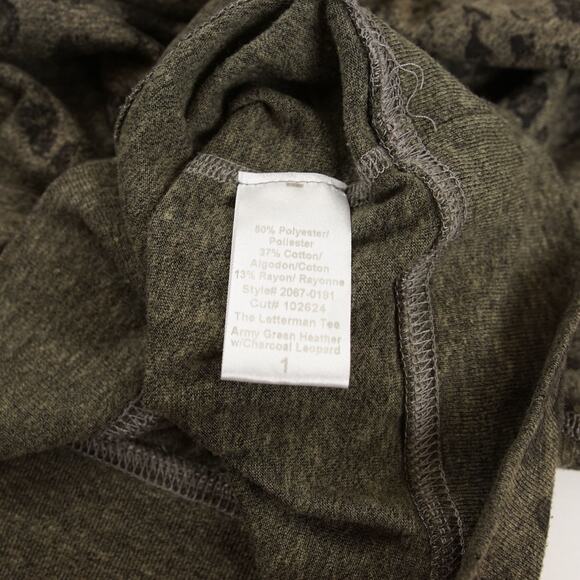 50% Polyester/
Poliester
37% Cotton/
Algodon/Coton
13% Rayon/ Rayonne
Style# 2067-0191
Cut# 102624
The Letterman Tee
Army Green Heather
w/Charcoal Leopard
1